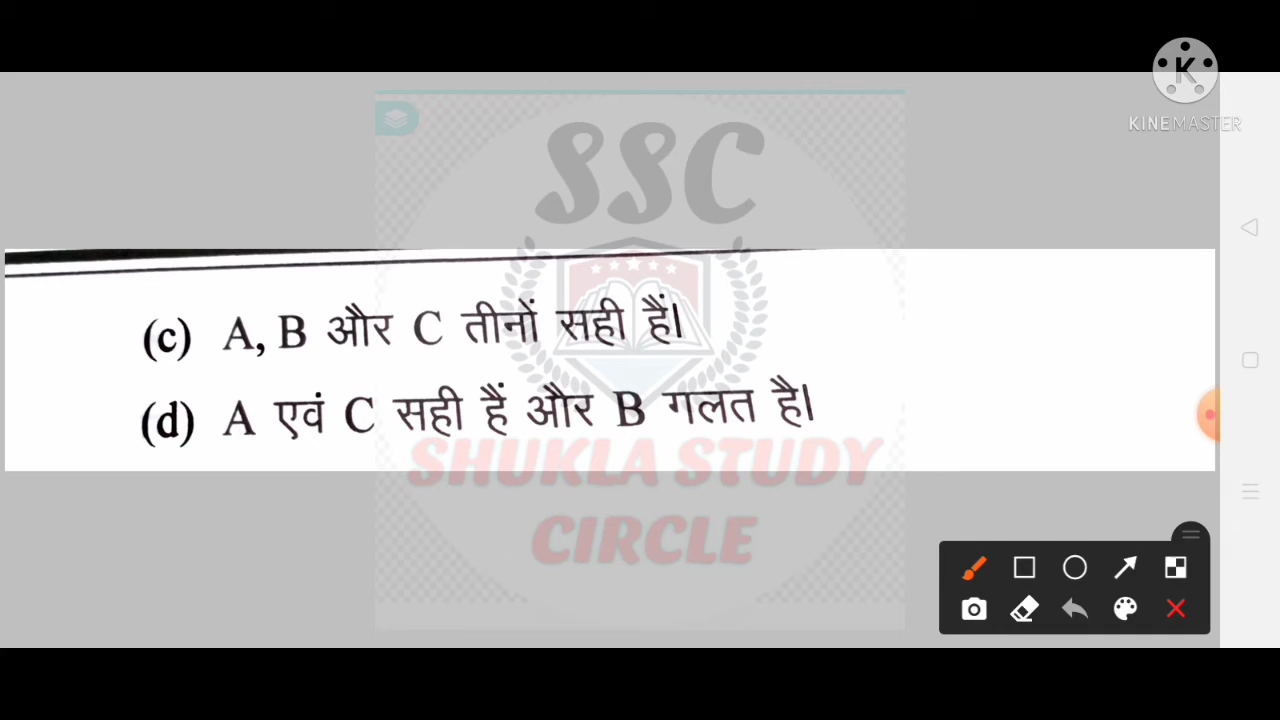 KINEMASTER
SSC
(c) A, B और C तीनों सही हैं।
(d) A एवं C सही हैं और B गलत है।
SHUKLA STUDY
CIRCLE